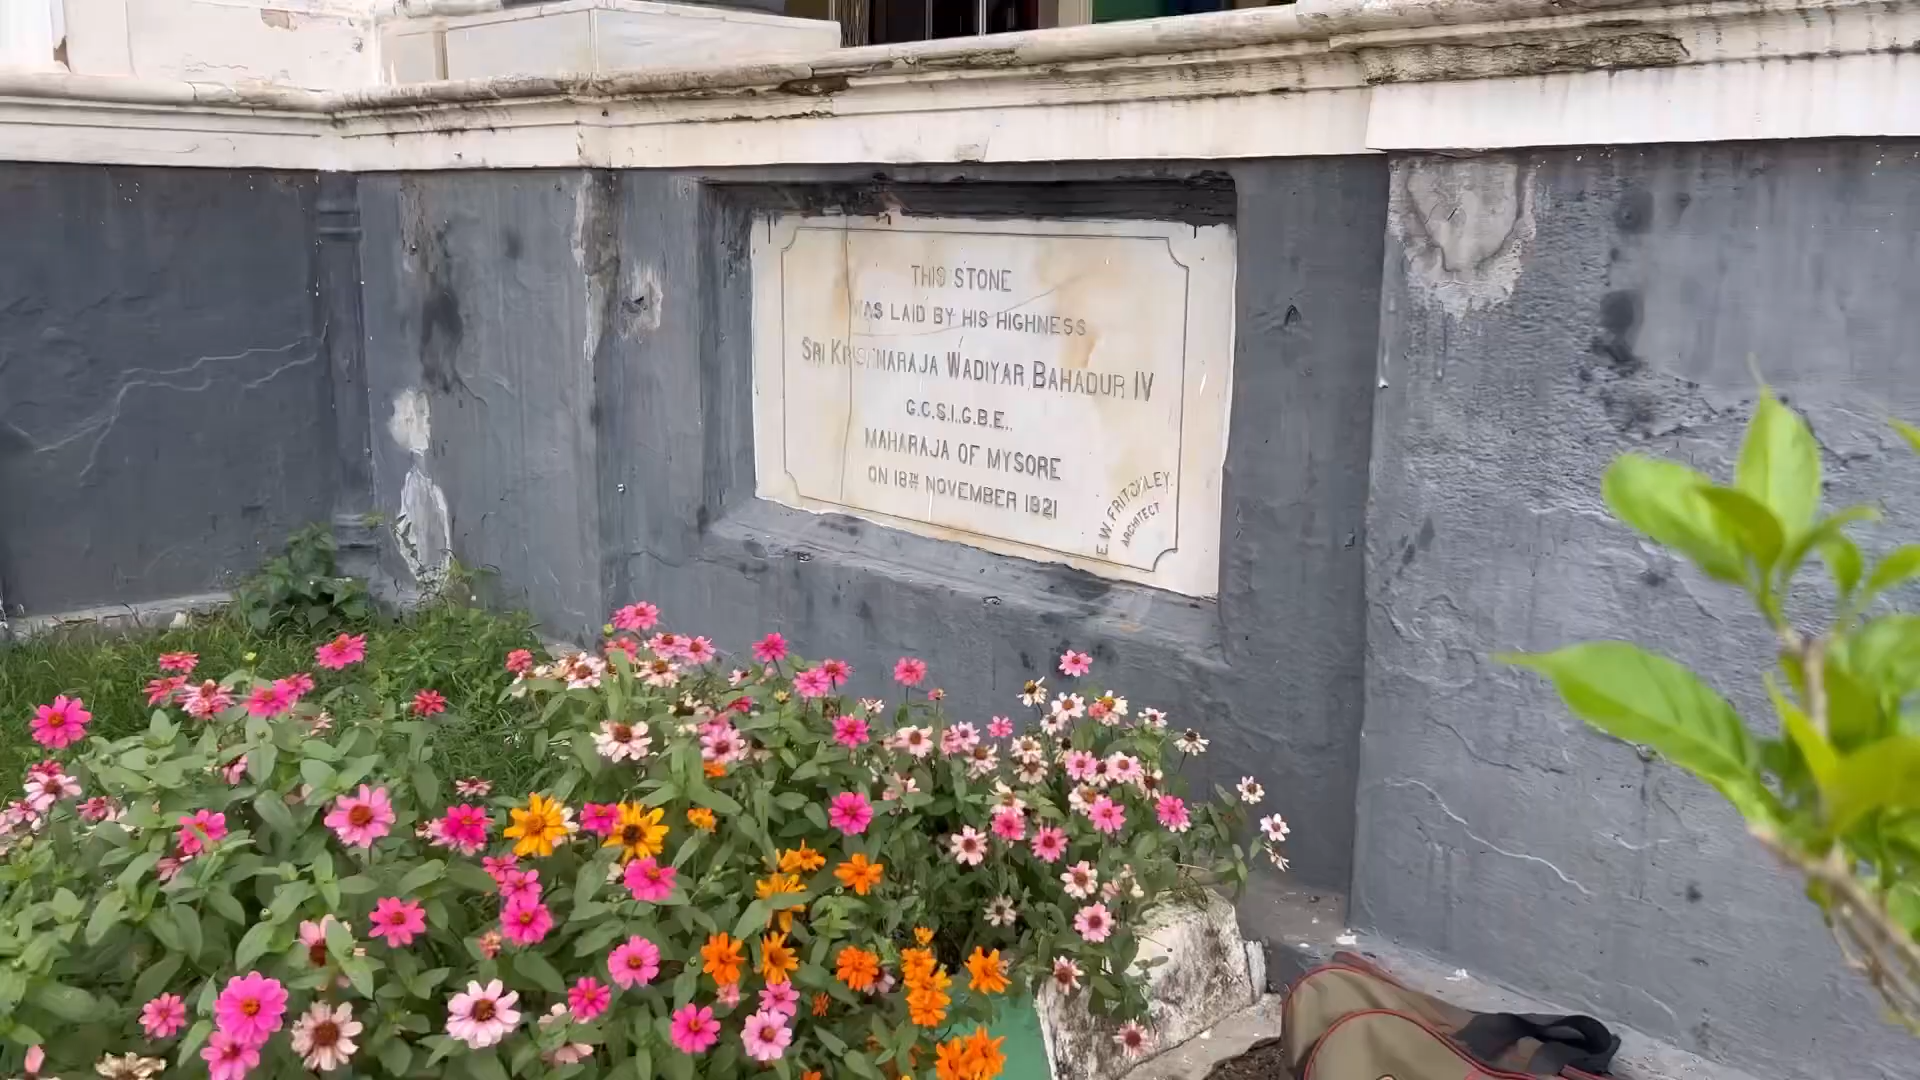 THIS STONE
WAS LAID BY HIS HIGHNESS
SRI KRISHNARAJA WADIYAR BAHADUR IV
G.C.S.I.,G.B.E.,
MAHARAJA OF MYSORE
ON 18TH NOVEMBER 1921
E.W. FRITCHLEY.
ARCHITECT